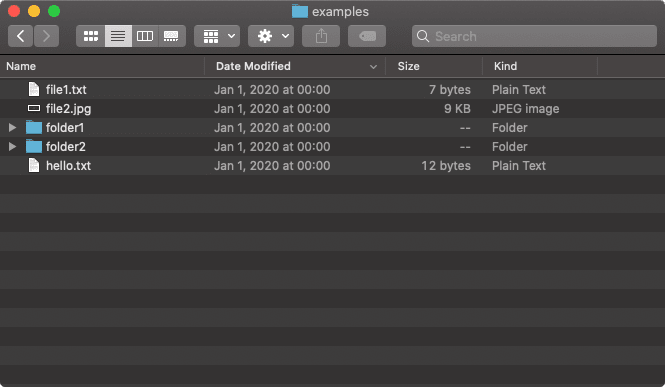 examples
Search
Name Date Modified Size Kind
file1.txt Jan 1, 2020 at 00:00 7 bytes Plain Text
file2.jpg Jan 1, 2020 at 00:00 9 KB JPEG image
folder1 Jan 1, 2020 at 00:00 -- Folder
folder2 Jan 1, 2020 at 00:00 -- Folder
hello.txt Jan 1, 2020 at 00:00 12 bytes Plain Text